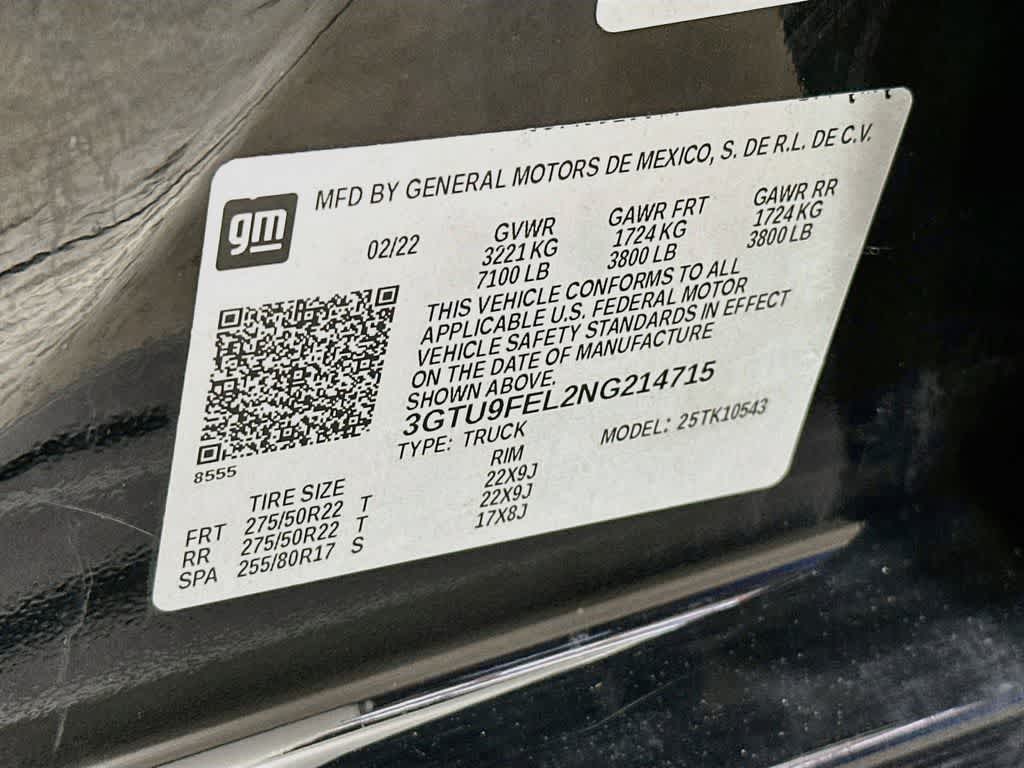 MFD BY GENERAL MOTORS DE MEXICO, S. DE R.L. DE C.V.
gm
02/22
GVWR
3221 KG
7100 LB
GAWR FRT
1724 KG
3800 LB
GAWR RR
1724 KG
3800 LB
THIS VEHICLE CONFORMS TO ALL
APPLICABLE U.S. FEDERAL MOTOR
VEHICLE SAFETY STANDARDS IN EFFECT
ON THE DATE OF MANUFACTURE
SHOWN ABOVE.
3GTU9FEL2NG214715
TYPE: TRUCK
MODEL: 25TK10543
8555
TIRE SIZE RIM
FRT 275/50R22 T 22X9J
RR 275/50R22 T 22X9J
SPA 255/80R17 S 17X8J